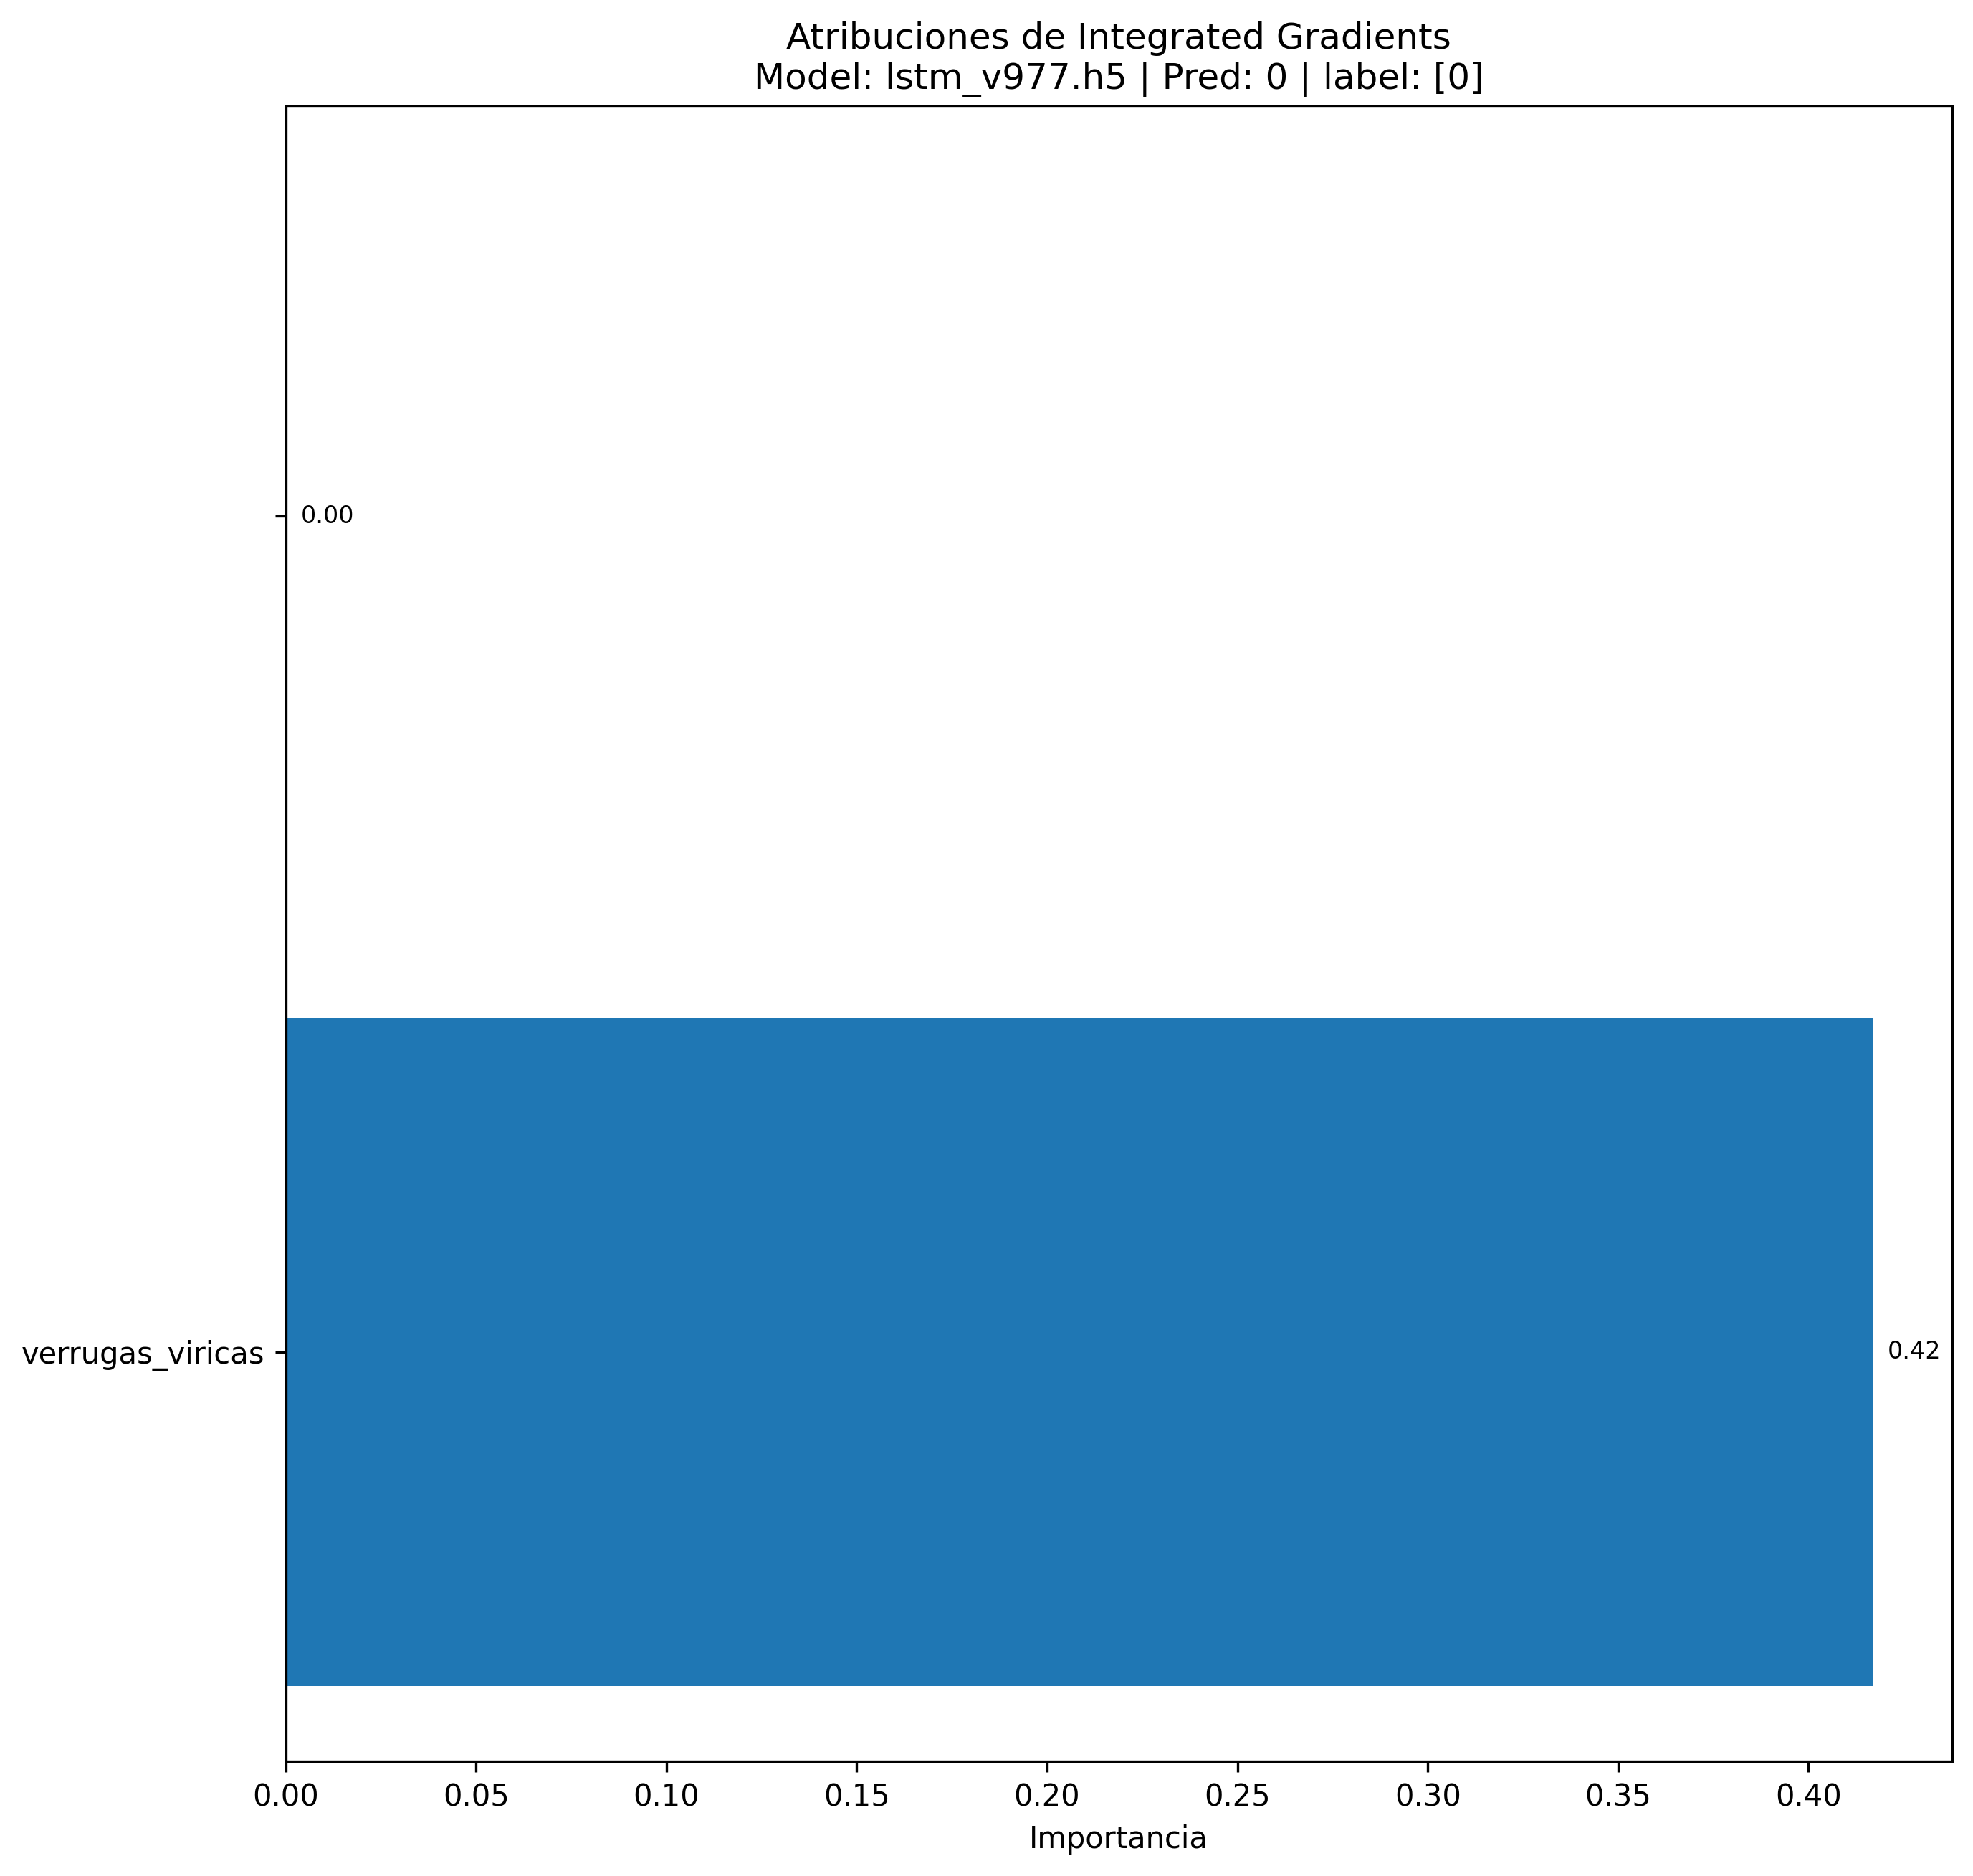 Atribuciones de Integrated Gradients
Model: lstm_v977.h5 | Pred: 0 | label: [0]
0.00
verrugas_viricas
0.42
0.00 0.05 0.10 0.15 0.20 0.25 0.30 0.35 0.40
Importancia